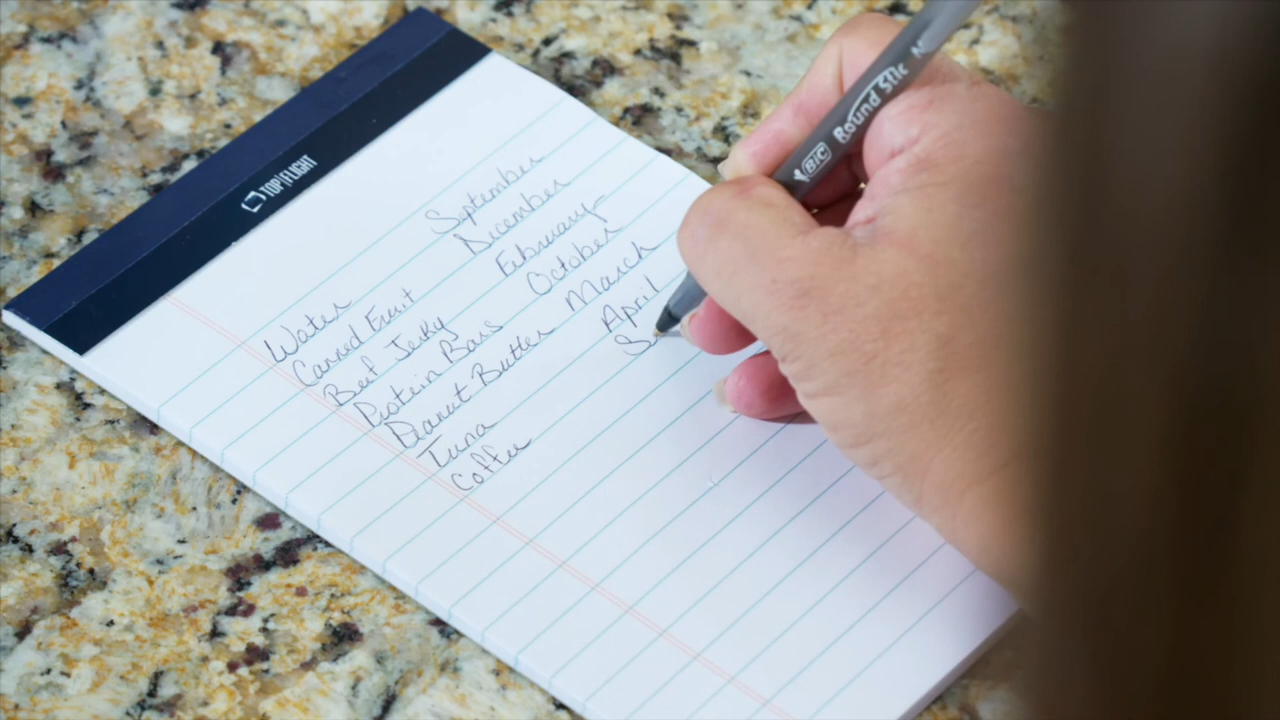 TOP|FLIGHT
Water September
Canned Fruit December
Beef Jerky February
Protein Bars October
Peanut Butter March
Tuna April
Coffee Se
BIC Round Stic M